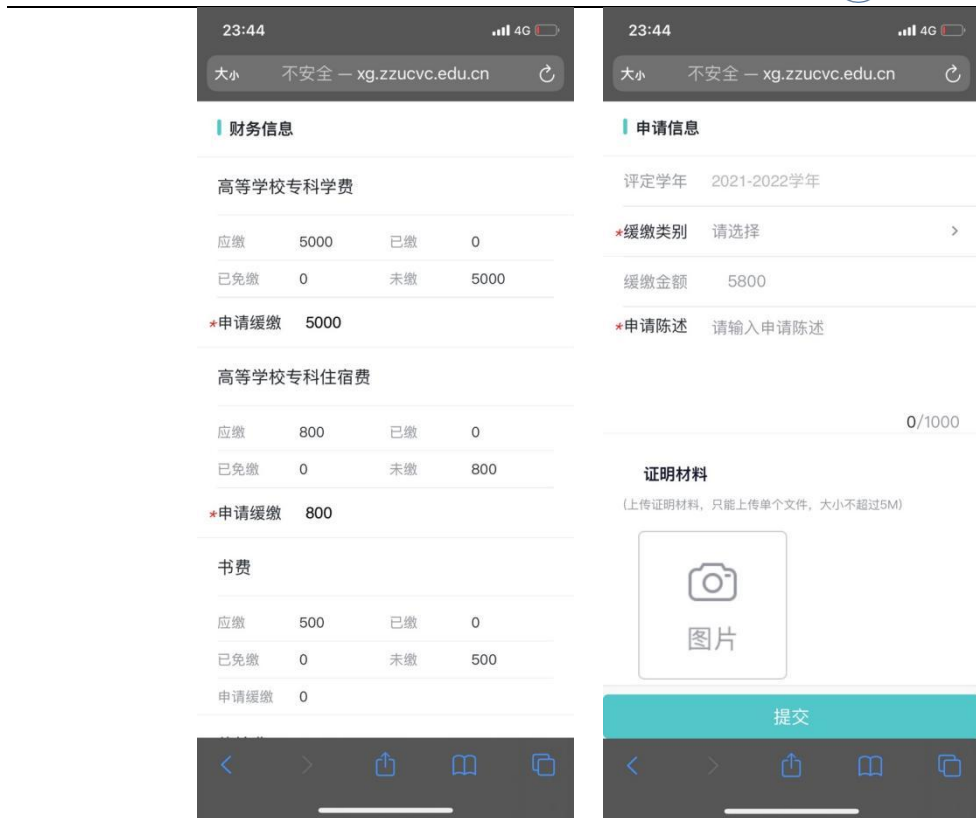 23:44
4G
大小 不安全 — xg.zzucvc.edu.cn
财务信息
高等学校专科学费
应缴 5000 已缴 0
已免缴 0 未缴 5000
*申请缓缴 5000
高等学校专科住宿费
应缴 800 已缴 0
已免缴 0 未缴 800
*申请缓缴 800
书费
应缴 500 已缴 0
已免缴 0 未缴 500
申请缓缴 0
23:44
4G
大小 不安全 — xg.zzucvc.edu.cn
申请信息
评定学年 2021-2022学年
*缓缴类别 请选择
缓缴金额 5800
*申请陈述 请输入申请陈述
0/1000
证明材料
(上传证明材料，只能上传单个文件，大小不超过5M)
图片
提交